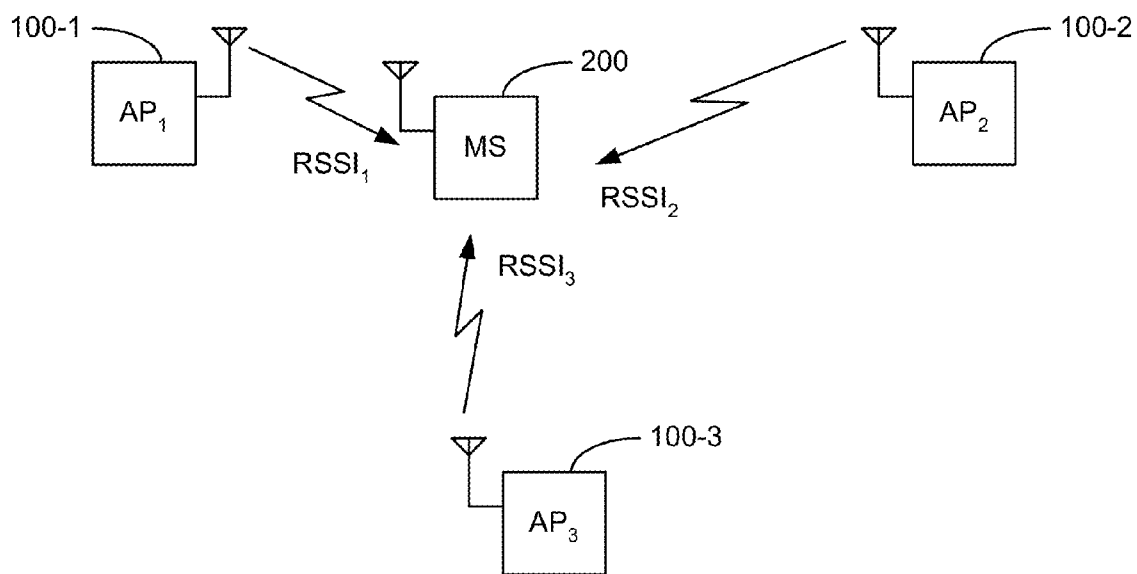 100-1
AP₁
200
MS
100-2
AP₂
RSSI₁
RSSI₂
RSSI₃
100-3
AP₃